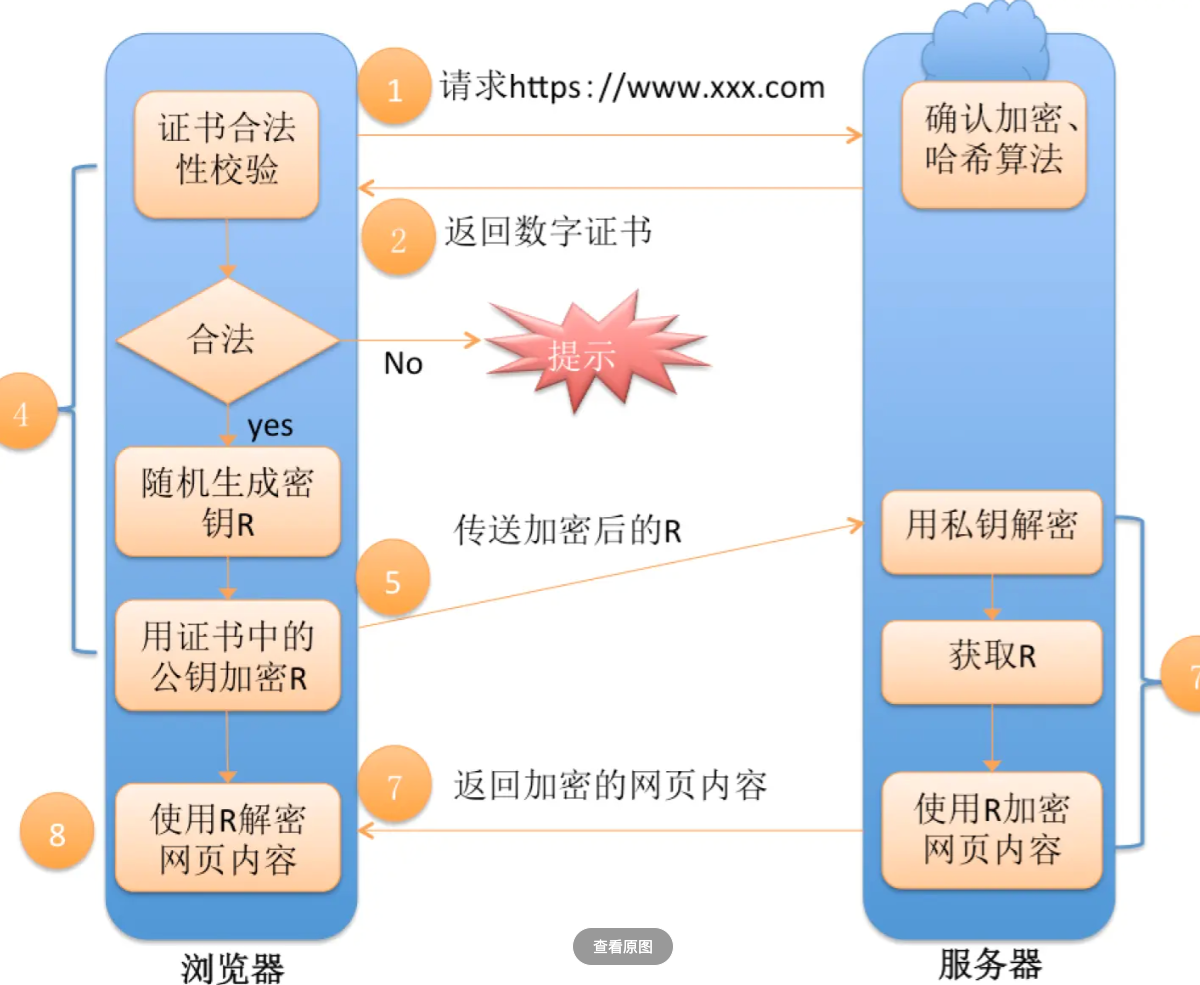 1
请求https://www.xxx.com
证书合法
性校验
确认加密、
哈希算法
2
返回数字证书
合法
No
提示
4
yes
随机生成密
钥R
传送加密后的R
用私钥解密
5
用证书中的
公钥加密R
获取R
7
7
返回加密的网页内容
8
使用R解密
网页内容
使用R加密
网页内容
查看原图
浏览器
服务器